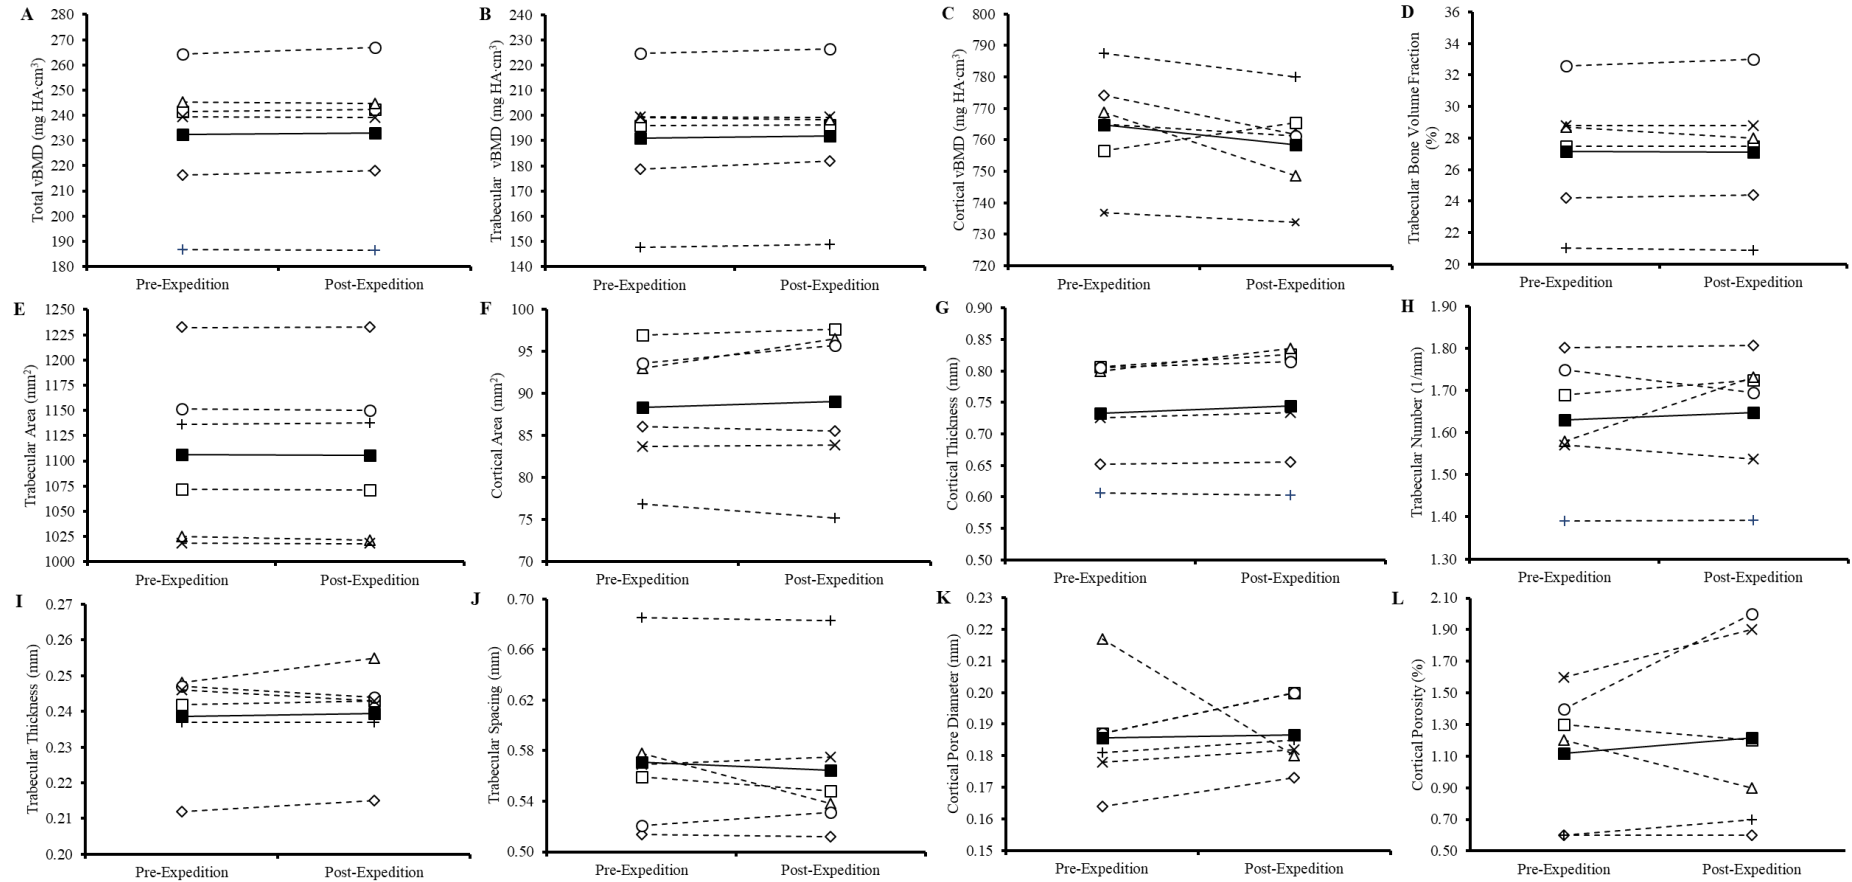 A
Total vBMD (mg HA·cm³)
280
270
260
250
240
230
220
210
200
190
180
Pre-Expedition Post-Expedition
B
Trabecular vBMD (mg HA·cm³)
240
230
220
210
200
190
180
170
160
150
140
Pre-Expedition Post-Expedition
C
Cortical vBMD (mg HA·cm³)
800
790
780
770
760
750
740
730
720
Pre-Expedition Post-Expedition
D
Trabecular Bone Volume Fraction
(%)
36
34
32
30
28
26
24
22
20
Pre-Expedition Post-Expedition
E
Trabecular Area (mm²)
1250
1225
1200
1175
1150
1125
1100
1075
1050
1025
1000
Pre-Expedition Post-Expedition
F
Cortical Area (mm²)
100
95
90
85
80
75
70
Pre-Expedition Post-Expedition
G
Cortical Thickness (mm)
0.90
0.85
0.80
0.75
0.70
0.65
0.60
0.55
0.50
Pre-Expedition Post-Expedition
H
Trabecular Number (1/mm)
1.90
1.80
1.70
1.60
1.50
1.40
1.30
Pre-Expedition Post-Expedition
I
Trabecular Thickness (mm)
0.27
0.26
0.25
0.24
0.23
0.22
0.21
0.20
Pre-Expedition Post-Expedition
J
Trabecular Spacing (mm)
0.70
0.66
0.62
0.58
0.54
0.50
Pre-Expedition Post-Expedition
K
Cortical Pore Diameter (mm)
0.23
0.22
0.21
0.20
0.19
0.18
0.17
0.16
0.15
Pre-Expedition Post-Expedition
L
Cortical Porosity (%)
2.10
1.90
1.70
1.50
1.30
1.10
0.90
0.70
0.50
Pre-Expedition Post-Expedition